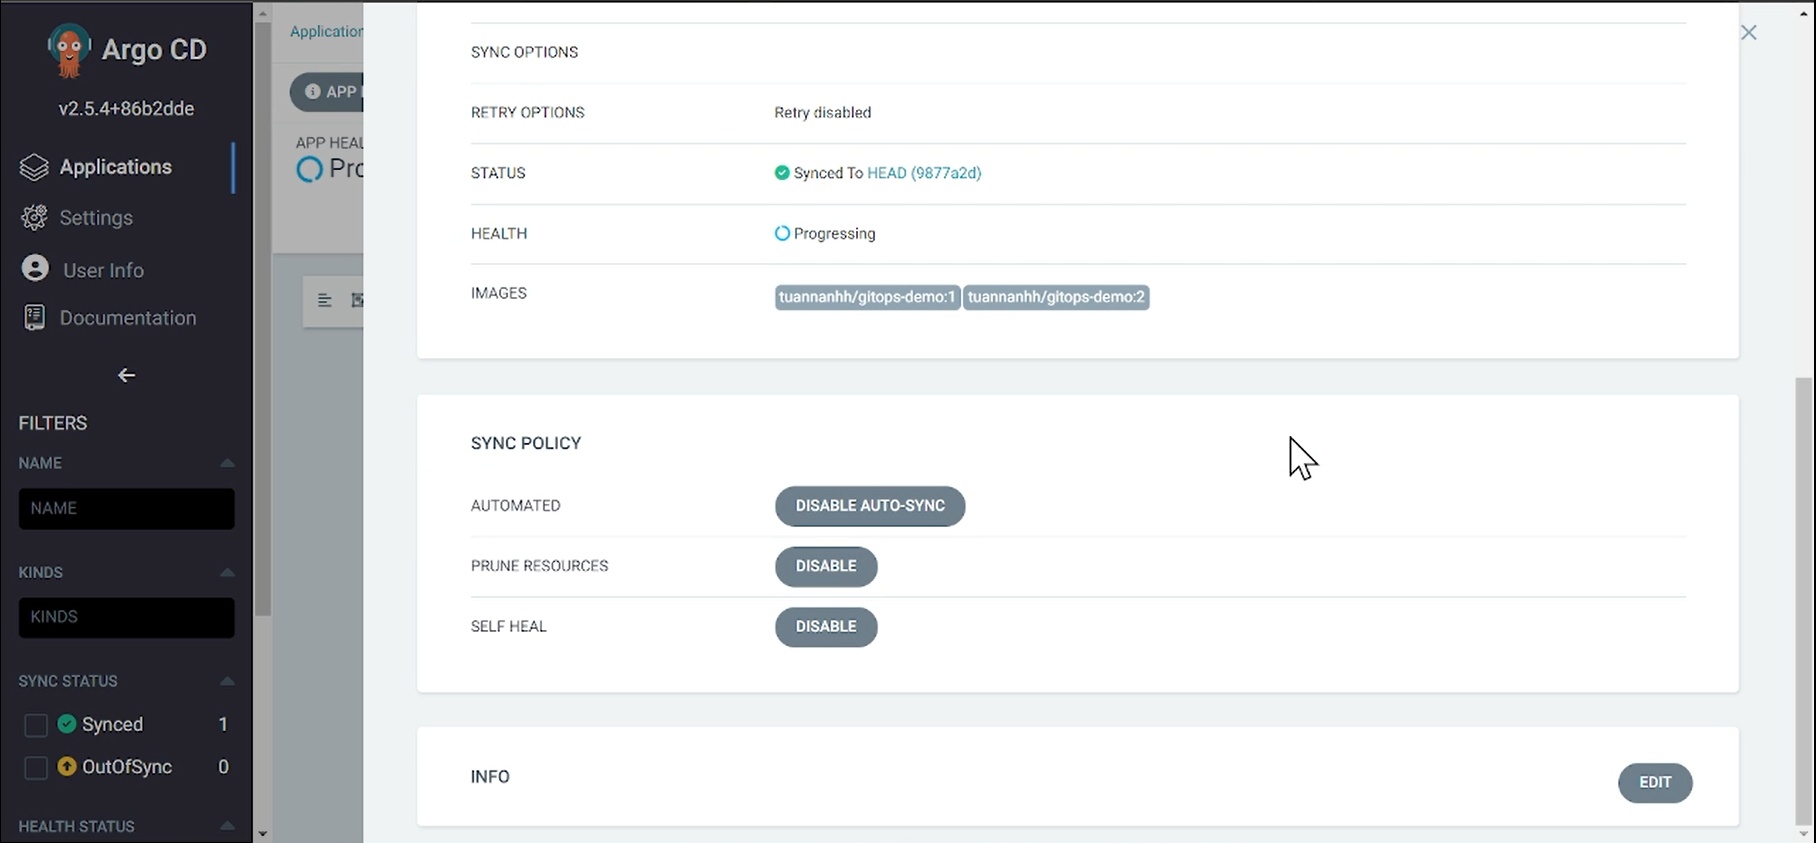 Argo CD
v2.5.4+86b2dde
Applications
Settings
User Info
Documentation
FILTERS
NAME
NAME
KINDS
KINDS
SYNC STATUS
Synced 1
OutOfSync 0
HEALTH STATUS
Application
APP
APP HEAL
Pro
SYNC OPTIONS
RETRY OPTIONS Retry disabled
STATUS Synced To HEAD (9877a2d)
HEALTH Progressing
IMAGES tuannanhh/gitops-demo:1 tuannanhh/gitops-demo:2
SYNC POLICY
AUTOMATED DISABLE AUTO-SYNC
PRUNE RESOURCES DISABLE
SELF HEAL DISABLE
INFO EDIT